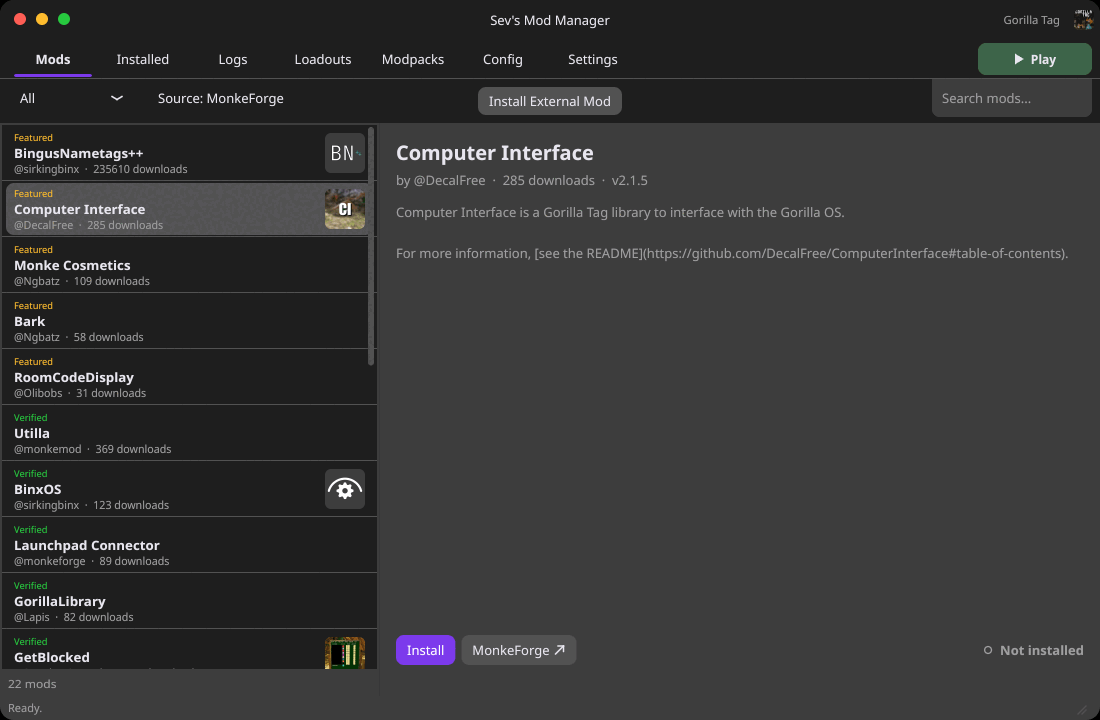 Sev's Mod Manager
Gorilla Tag
Mods
Installed
Logs
Loadouts
Modpacks
Config
Settings
Play
All
Source: MonkeForge
Install External Mod
Search mods...
Featured
BingusNametags++
@sirkingbinx · 235610 downloads
BN
Featured
Computer Interface
@DecalFree · 285 downloads
CI
Featured
Monke Cosmetics
@Ngbatz · 109 downloads
Featured
Bark
@Ngbatz · 58 downloads
Featured
RoomCodeDisplay
@Olibobs · 31 downloads
Verified
Utilla
@monkemod · 369 downloads
Verified
BinxOS
@sirkingbinx · 123 downloads
Verified
Launchpad Connector
@monkeforge · 89 downloads
Verified
GorillaLibrary
@Lapis · 82 downloads
Verified
GetBlocked
22 mods
Ready.
Computer Interface
by @DecalFree · 285 downloads · v2.1.5
Computer Interface is a Gorilla Tag library to interface with the Gorilla OS.
For more information, [see the README](https://github.com/DecalFree/ComputerInterface#table-of-contents).
Install
MonkeForge
Not installed